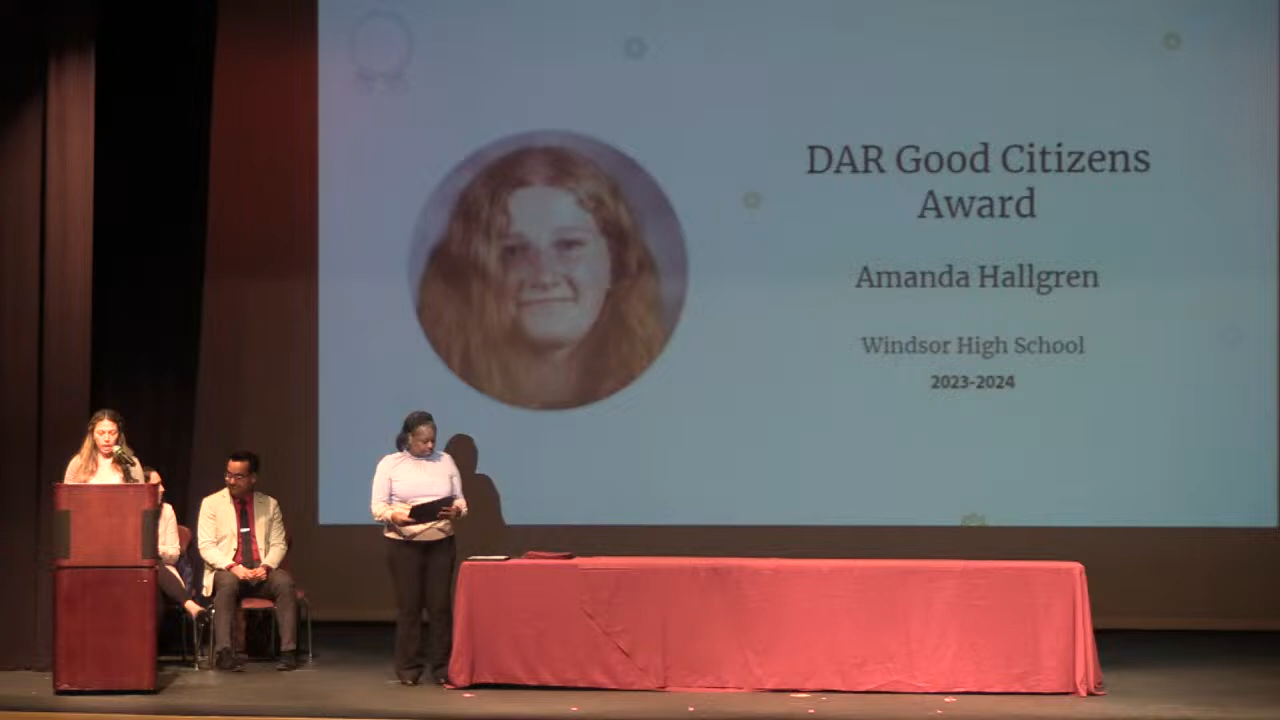 DAR Good Citizens
Award
Amanda Hallgren
Windsor High School
2023-2024